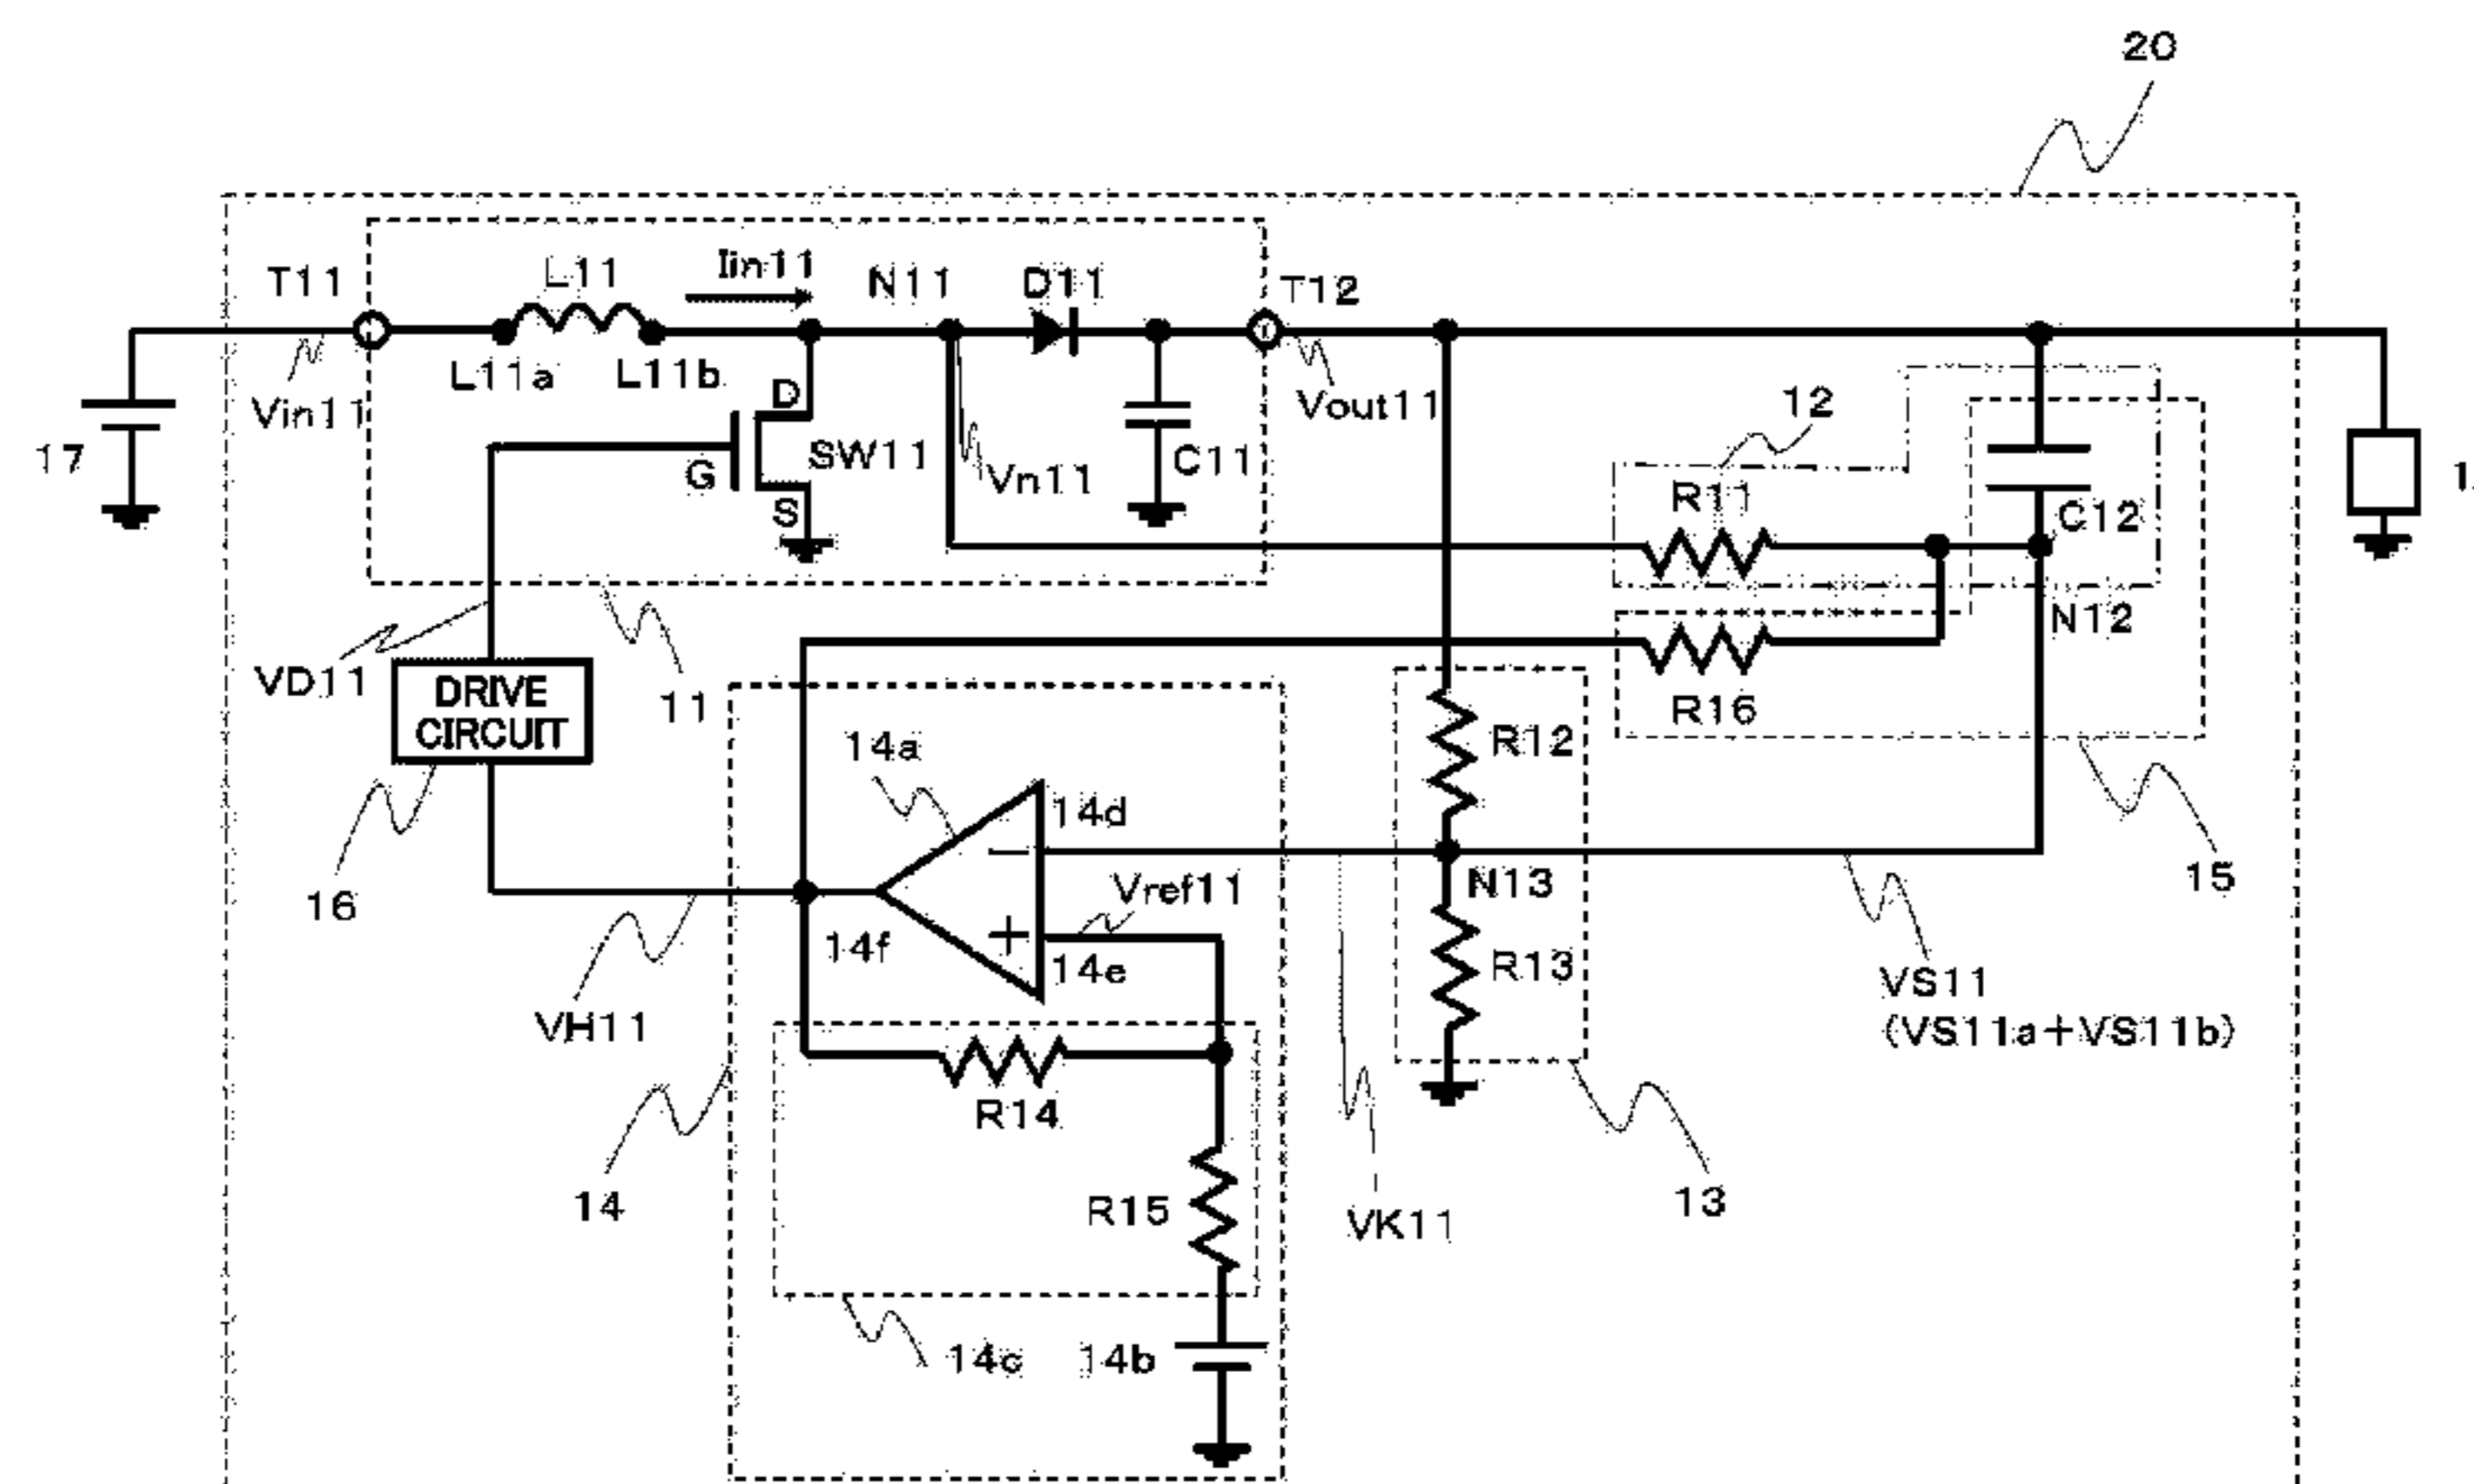 20
T11
L11
Iin11
N11
D11
T12
L11a
L11b
Vin11
D
Vout11
12
17
G
SW11
Vn11
C11
R11
S
C12
N12
VD11
DRIVE
CIRCUIT
11
R16
14a
R12
14d
16
Vref11
N13
15
14f
14e
R13
VS11
VH11
(VS11a+VS11b)
R14
14
R15
VK11
13
14c
14b